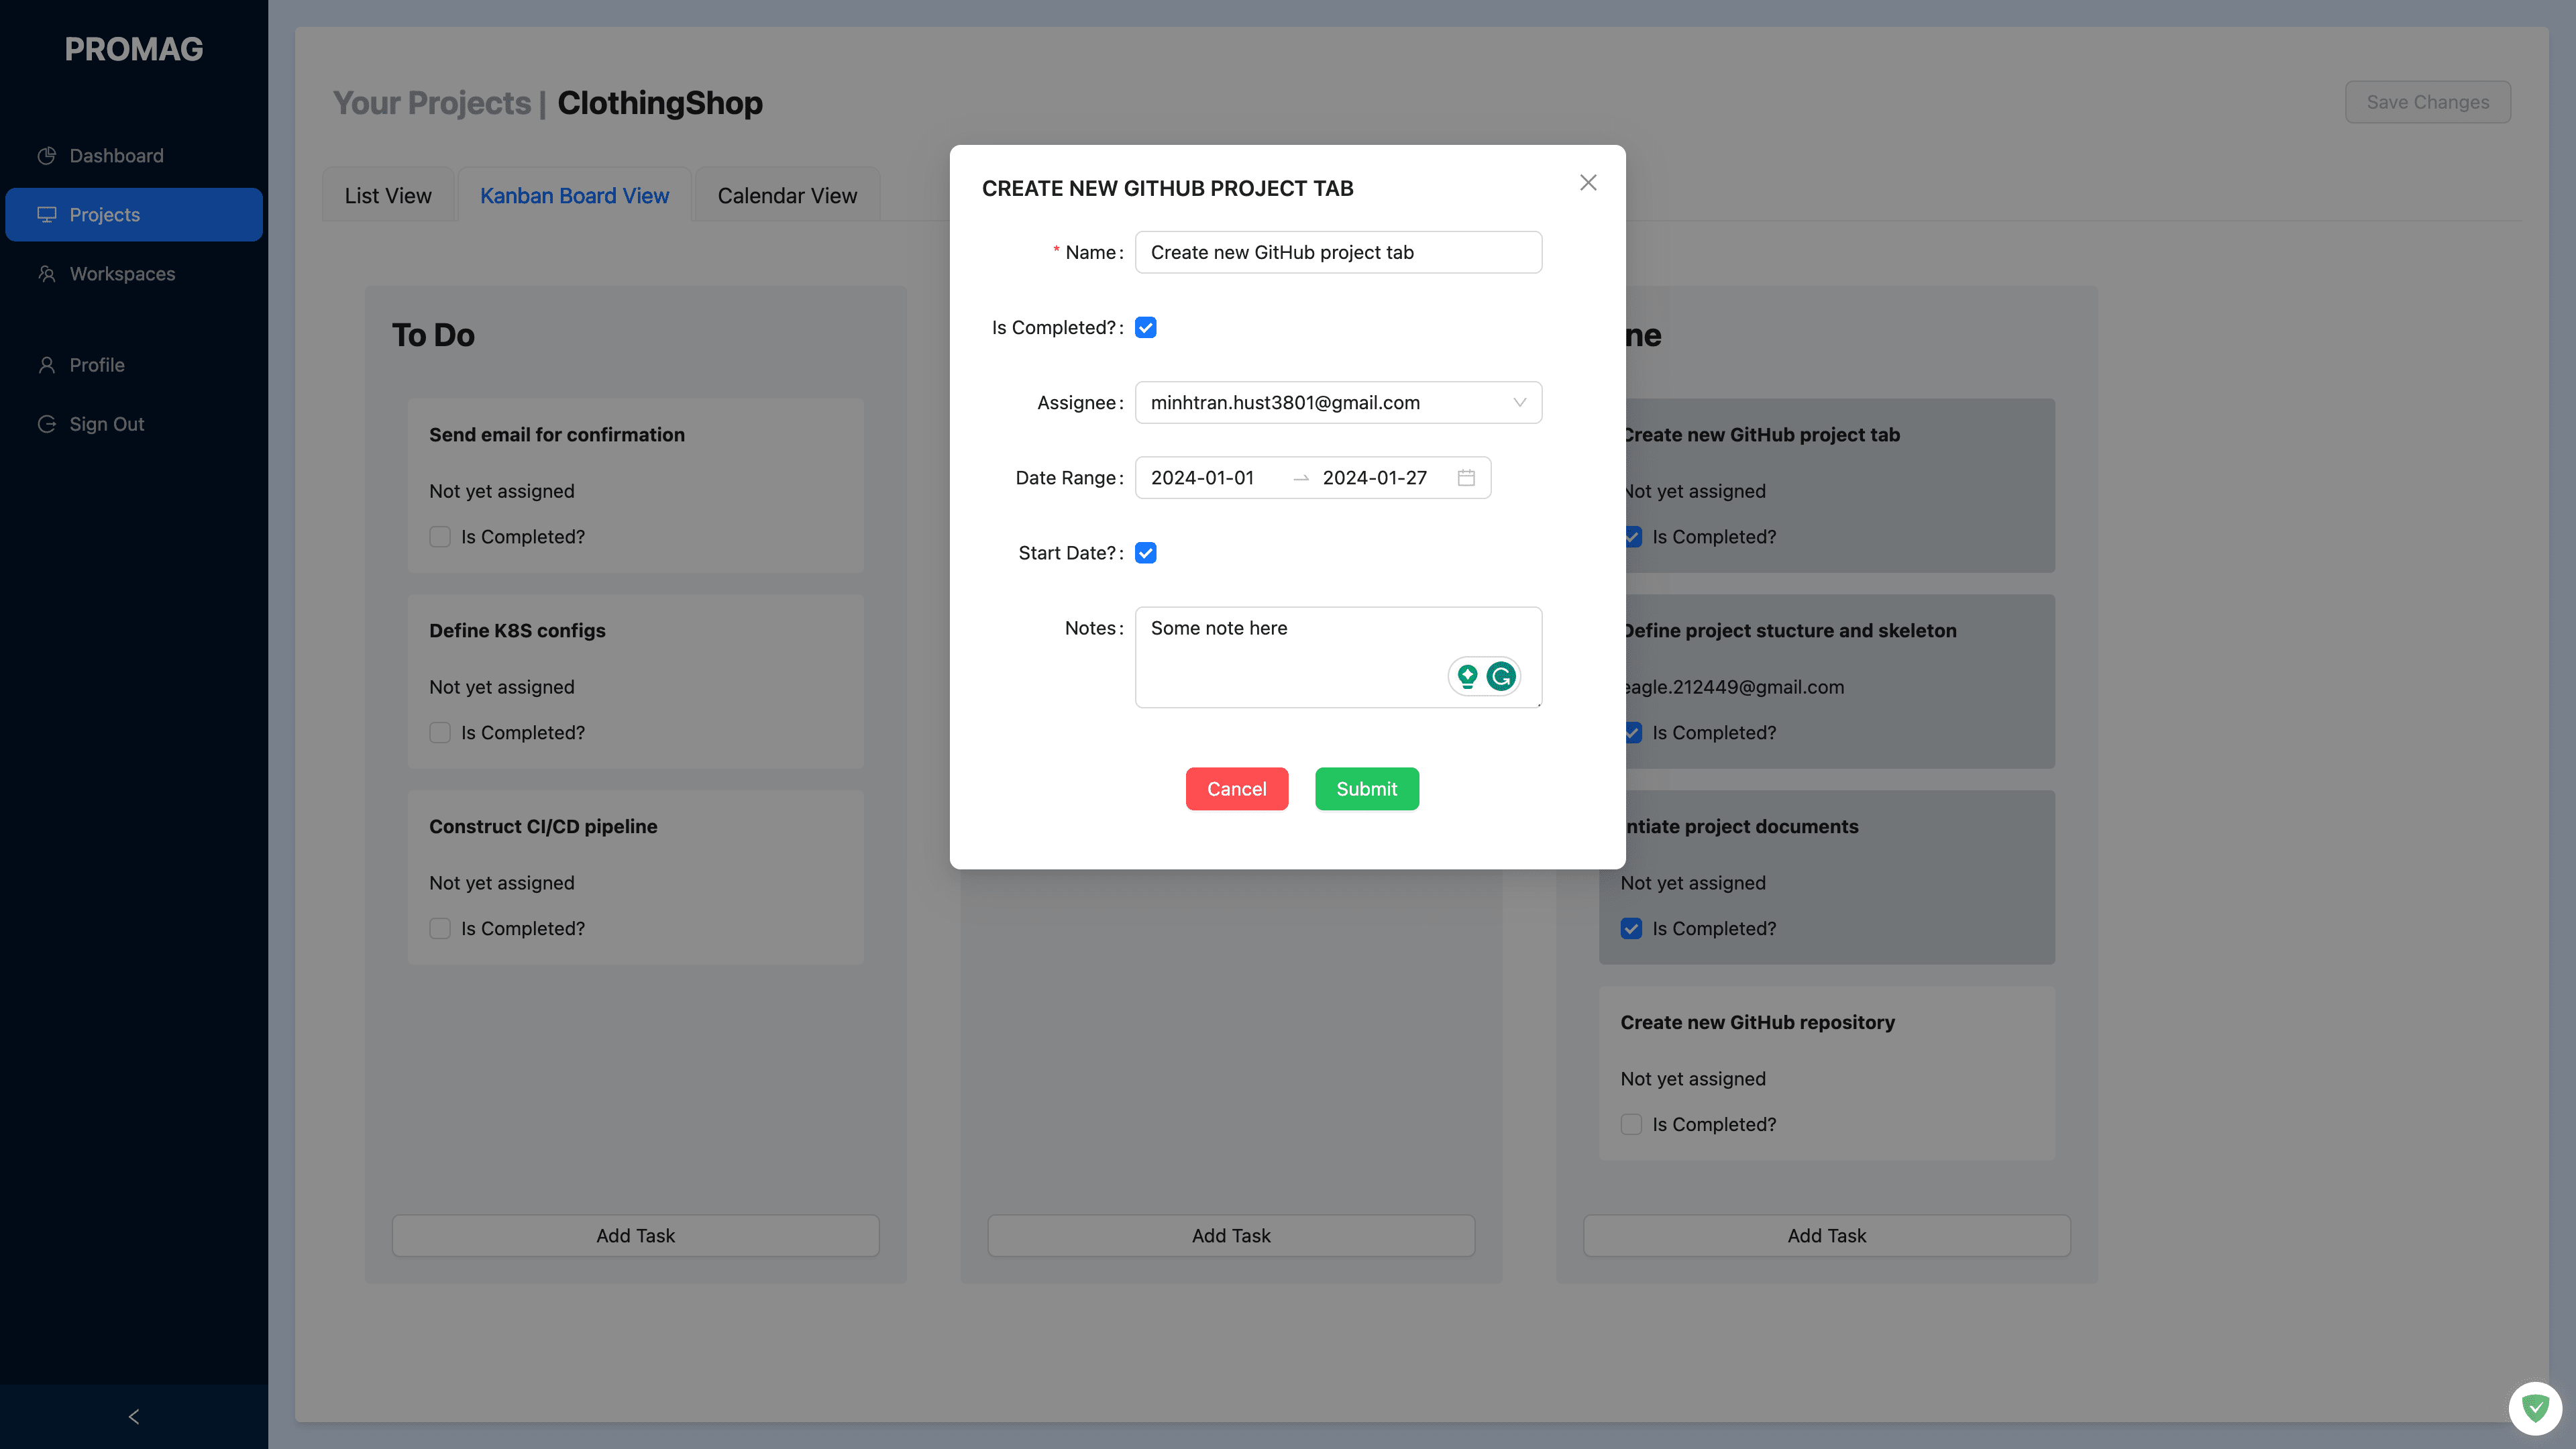 PROMAG
Dashboard
Projects
Workspaces
Profile
Sign Out
Your Projects | ClothingShop
Save Changes
List View
Kanban Board View
Calendar View
To Do
Send email for confirmation
Not yet assigned
Is Completed?
Define K8S configs
Not yet assigned
Is Completed?
Construct CI/CD pipeline
Not yet assigned
Is Completed?
Add Task
CREATE NEW GITHUB PROJECT TAB
* Name:
Create new GitHub project tab
Is Completed?:
Assignee:
minhtran.hust3801@gmail.com
Date Range:
2024-01-01 → 2024-01-27
Start Date?:
Notes:
Some note here
Cancel
Submit
Add Task
ne
Create new GitHub project tab
Not yet assigned
Is Completed?
Define project stucture and skeleton
eagle.212449@gmail.com
Is Completed?
ntiate project documents
Not yet assigned
Is Completed?
Create new GitHub repository
Not yet assigned
Is Completed?
Add Task